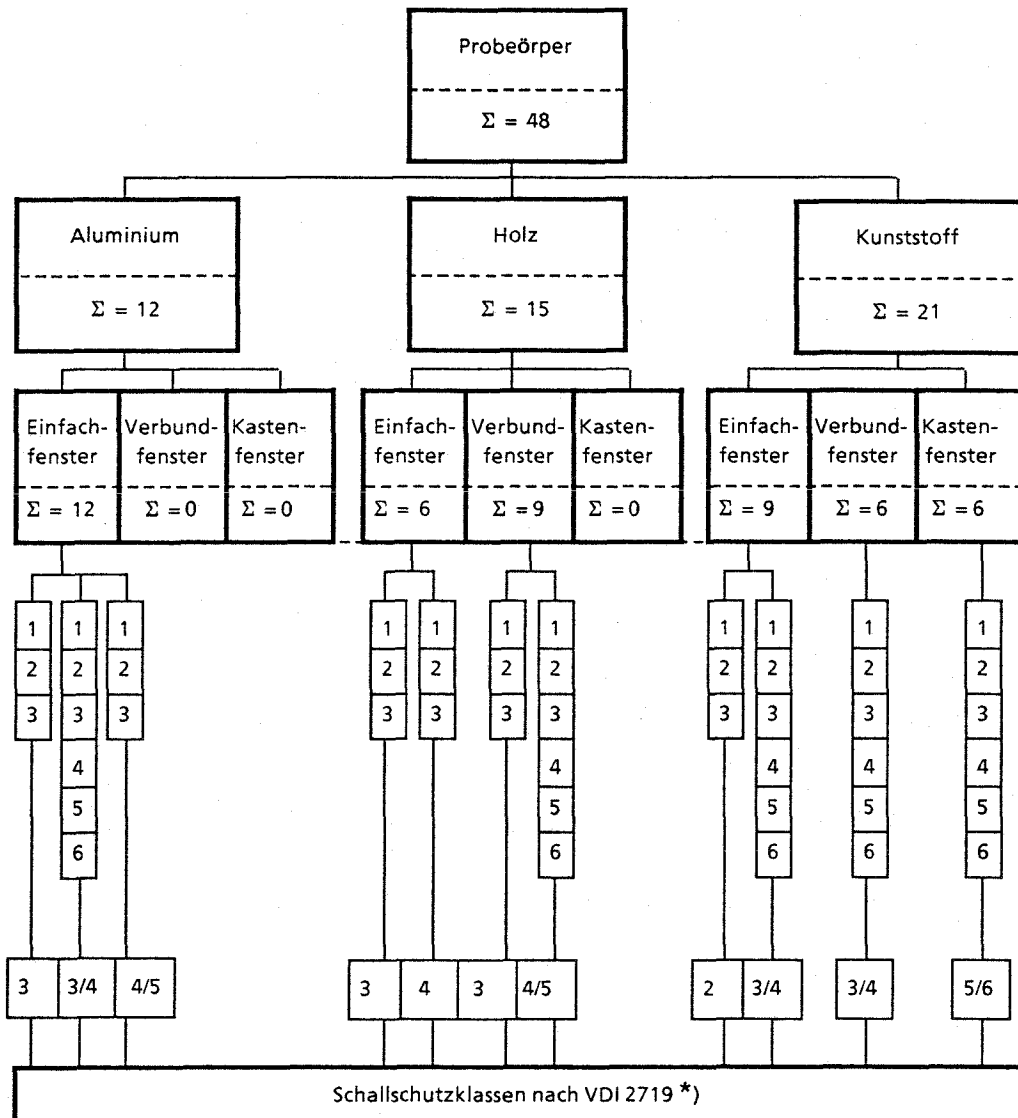 Probeörper
Σ = 48
Aluminium
Σ = 12
Holz
Σ = 15
Kunststoff
Σ = 21
Einfach-
fenster
Σ = 12
Verbund-
fenster
Σ = 0
Kasten-
fenster
Σ = 0
Einfach-
fenster
Σ = 6
Verbund-
fenster
Σ = 9
Kasten-
fenster
Σ = 0
Einfach-
fenster
Σ = 9
Verbund-
fenster
Σ = 6
Kasten-
fenster
Σ = 6
1 1 1 1 1 1 1 1 1 1 1
2 2 2 2 2 2 2 2 2 2 2
3 3 3 3 3 3 3 3 3 3 3
4 4 4 4 4
5 5 5 5 5
6 6 6 6 6
3 3/4 4/5 3 4 3 4/5 2 3/4 3/4 5/6
Schallschutzklassen nach VDI 2719 *)